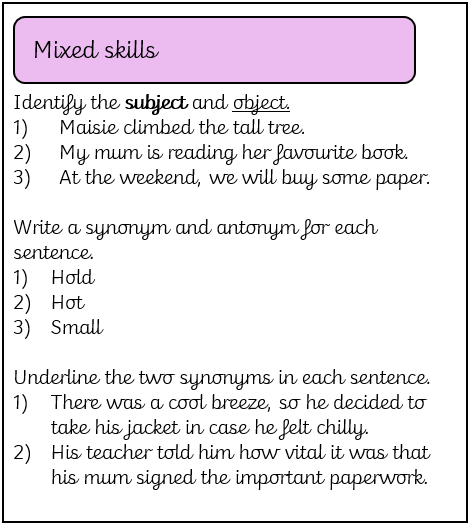 Mixed skills
Identify the subject and object.
1) Maisie climbed the tall tree.
2) My mum is reading her favourite book.
3) At the weekend, we will buy some paper.
Write a synonym and antonym for each
sentence.
1) Hold
2) Hot
3) Small
Underline the two synonyms in each sentence.
1) There was a cool breeze, so he decided to
take his jacket in case he felt chilly.
2) His teacher told him how vital it was that
his mum signed the important paperwork.